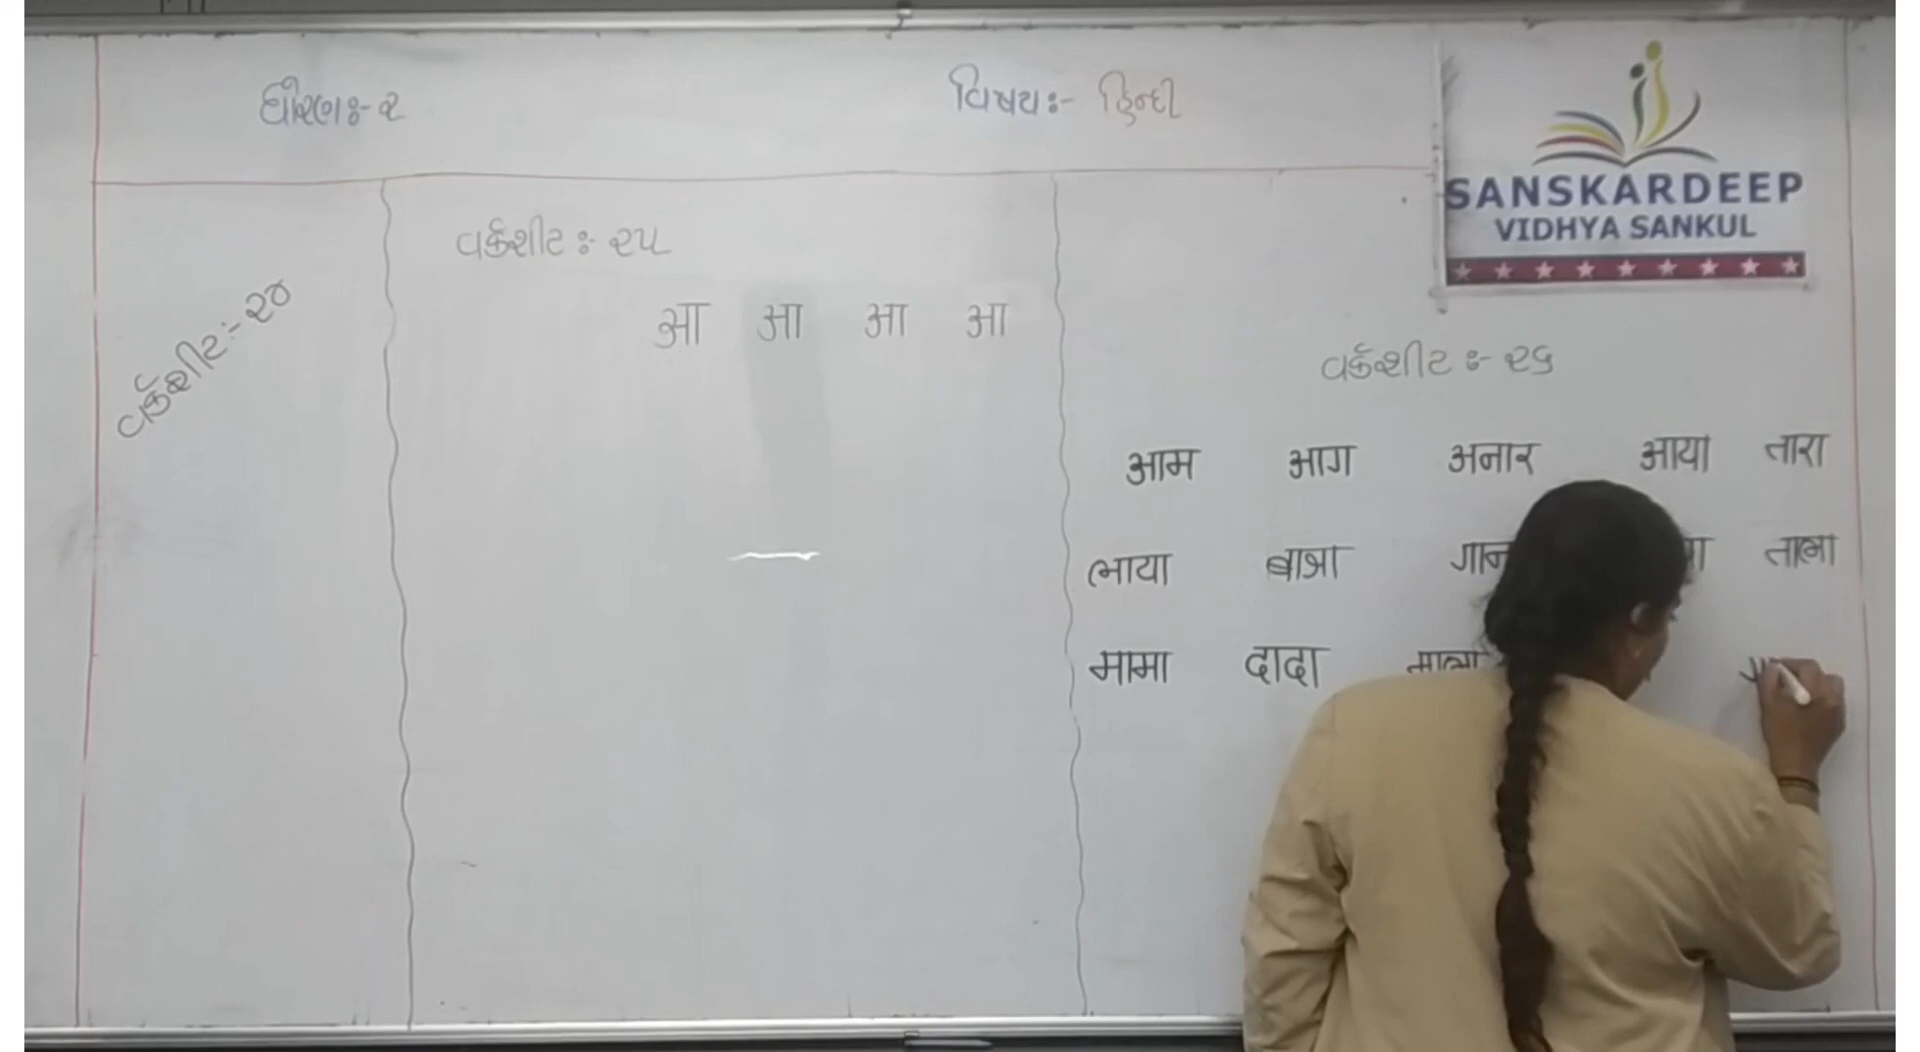 ધોરણઃ-૨
વિષયઃ- હિન્દી
SANSKARDEEP
VIDHYA SANKUL
વર્કશીટઃ-૨૪
વર્કશીટઃ-૨૫
आ आ आ आ
વર્કશીટઃ-૨૬
आम आग अनार आया तारा
लाया बाजा ताला
मामा दादा माला